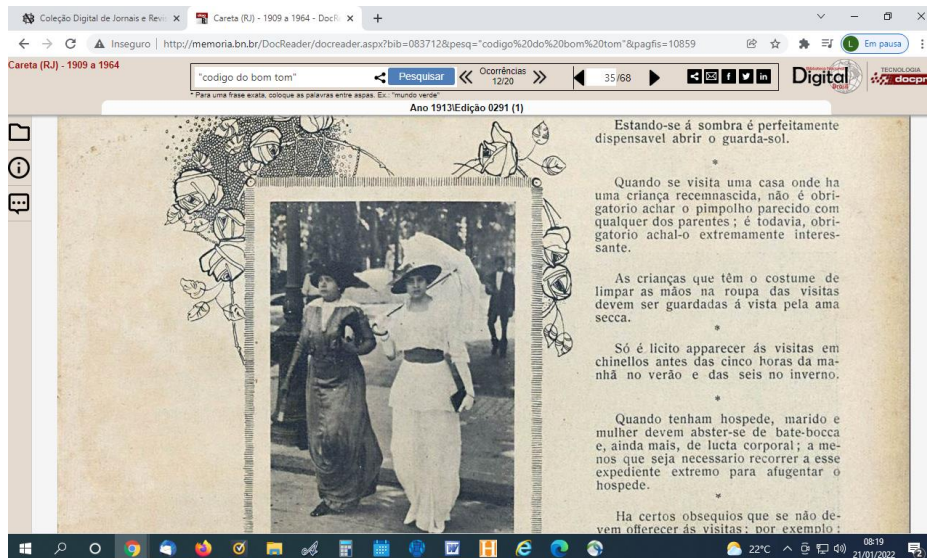 Coleção Digital de Jornais e Revis
Careta (RJ) - 1909 a 1964 - DocR
Inseguro
http://memoria.bn.br/DocReader/docreader.aspx?bib=083712&pesq="codigo%20do%20bom%20tom"&pagfis=10859
L
Em pausa
Careta (RJ) - 1909 a 1964
"codigo do bom tom"
Pesquisar
Ocorrências
12/20
35/68
Digital
Brasil
TECNOLOGIA
docpr
* Para uma frase exata, coloque as palavras entre aspas. Ex.: "mundo verde"
Ano 1913\Edição 0291 (1)
Estando-se á sombra é perfeitamente
dispensavel abrir o guarda-sol.
*
Quando se visita uma casa onde ha
uma criança recemnascida, não é obri-
gatorio achar o pimpolho parecido com
qualquer dos parentes ; é todavia, obri-
gatorio achal-o extremamente interes-
sante.
As crianças que têm o costume de
limpar as mãos na roupa das visitas
devem ser guardadas á vista pela ama
secca.
*
Só é licito apparecer ás visitas em
chinellos antes das cinco horas da ma-
nhã no verão e das seis no inverno.
*
Quando tenham hospede, marido e
mulher devem abster-se de bate-bocca
e, ainda mais, de lucta corporal ; a me-
nos que seja necessario recorrer a esse
expediente extremo para afugentar o
hospede.
*
Ha certos obsequios que se não de-
vem offerecer ás visitas ; por exemplo :
22°C
08:19
21/01/2022